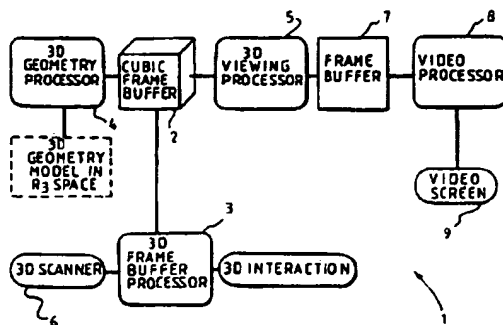 3D
GEOMETRY
PROCESSOR
4
3D
GEOMETRY
MODEL IN
R3 SPACE
CUBIC FRAME
BUFFER
2
5
3D
VIEWING
PROCESSOR
7
FRAME
BUFFER
8
VIDEO
PROCESSOR
VIDEO
SCREEN
9
3
3D
FRAME
BUFFER
PROCESSOR
3D SCANNER
6
3D INTERACTION
1